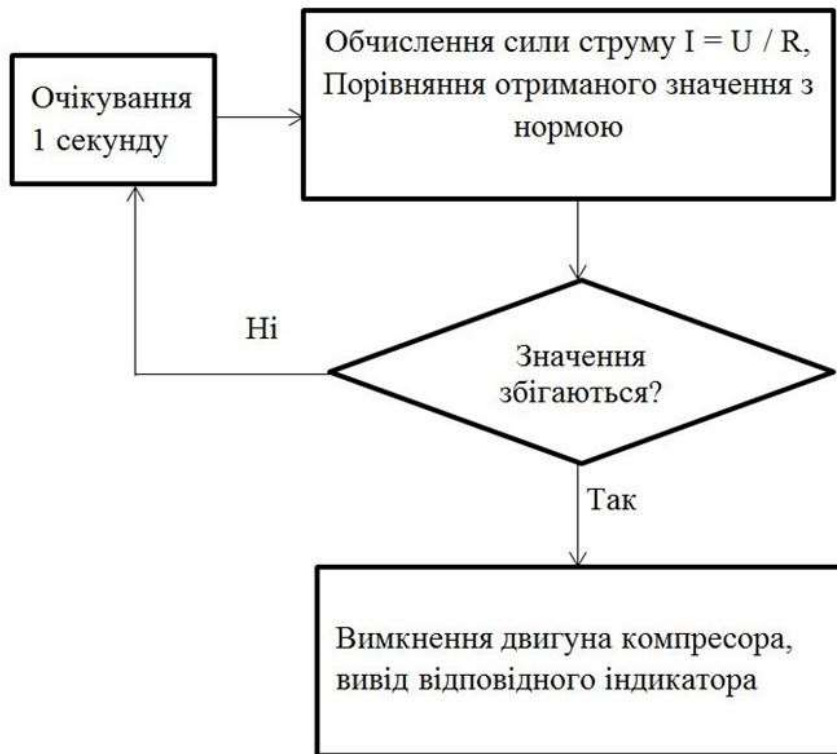 Обчислення сили струму I = U / R,
Порівняння отриманого значення з
нормою
Очікування
1 секунду
Ні
Значення
збігаються?
Так
Вимкнення двигуна компресора,
вивід відповідного індикатора